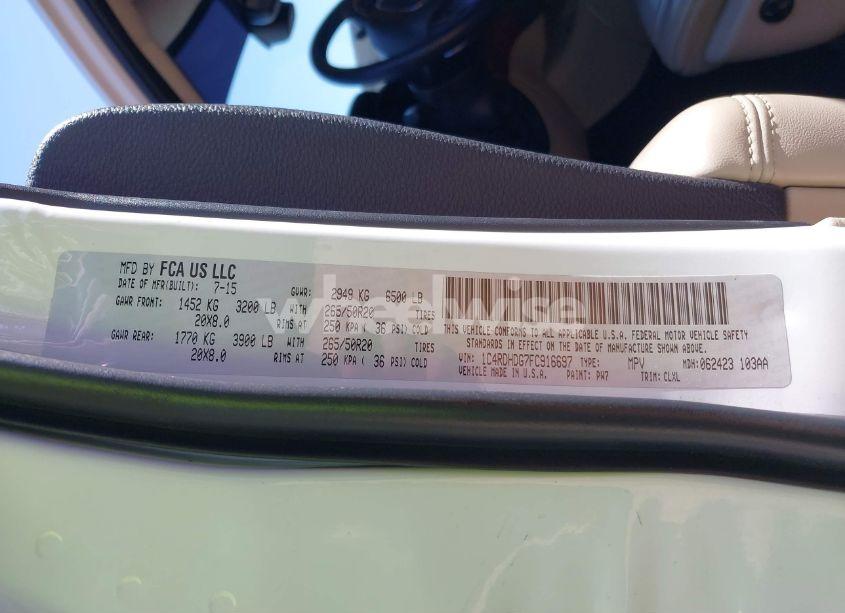 MFD BY FCA US LLC
DATE OF MFR(BUILT): 7-15 GVWR: 2949 KG 6500 LB
GAWR FRONT: 1452 KG 3200 LB WITH 265/50R20 TIRES
20X8.0 RIMS AT 250 KPA ( 36 PSI) COLD
GAWR REAR: 1770 KG 3900 LB WITH 265/50R20 TIRES
20X8.0 RIMS AT 250 KPA ( 36 PSI) COLD
THIS VEHICLE CONFORMS TO ALL APPLICABLE U.S.A. FEDERAL MOTOR VEHICLE SAFETY
STANDARDS IN EFFECT ON THE DATE OF MANUFACTURE SHOWN ABOVE.
VIN: 1C4RDHDG7FC916697 TYPE: MPV MDH: 062423 103AA
VEHICLE MADE IN U.S.A. PAINT: PW7 TRIM: CLXL
wheelwise